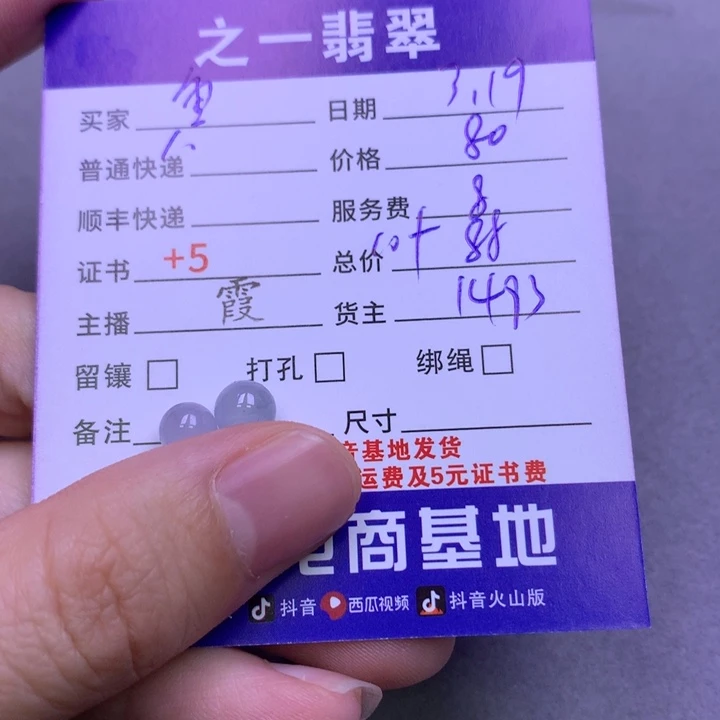 之一翡翠
买家 日期 3.19
普通快递 价格 80
顺丰快递 服务费 8
证书 +5 总价 88
主播 霞 货主 1493
留镶 打孔 绑绳
备注 尺寸
基地发货
运费及5元证书费
商基地
抖音 西瓜视频 抖音火山版